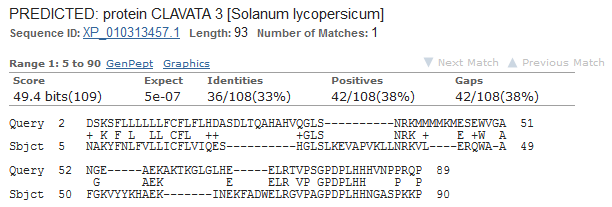 PREDICTED: protein CLAVATA 3 [Solanum lycopersicum]
Sequence ID: XP_010313457.1 Length: 93 Number of Matches: 1
Range 1: 5 to 90 GenPept Graphics ▼ Next Match ▲ Previous Match
Score Expect Identities Positives Gaps
49.4 bits(109) 5e-07 36/108(33%) 42/108(38%) 42/108(38%)
Query 2 DSKSFLLLLLLFCFLFLHDASDLTQAHAHVQGLS----------NRKMMMMKMESEWVGA 51
+ K F L LL CFL ++ +GLS NRK + E +W A
Sbjct 5 NAKYFNLFVLLICFLVIQES----------HGLSLKEVAPVKLLNRKVL----ERQWA-A 49
Query 52 NGE---AEKAKTKGLGLHE----ELRTVPSGPDPLHHHVNPPRQP 89
G AEK E ELR VP GPDPLHH P P
Sbjct 50 FGKVYYKHAEK-------INEKFADWELRGVPAGPDPLHHNGASPKKP 90